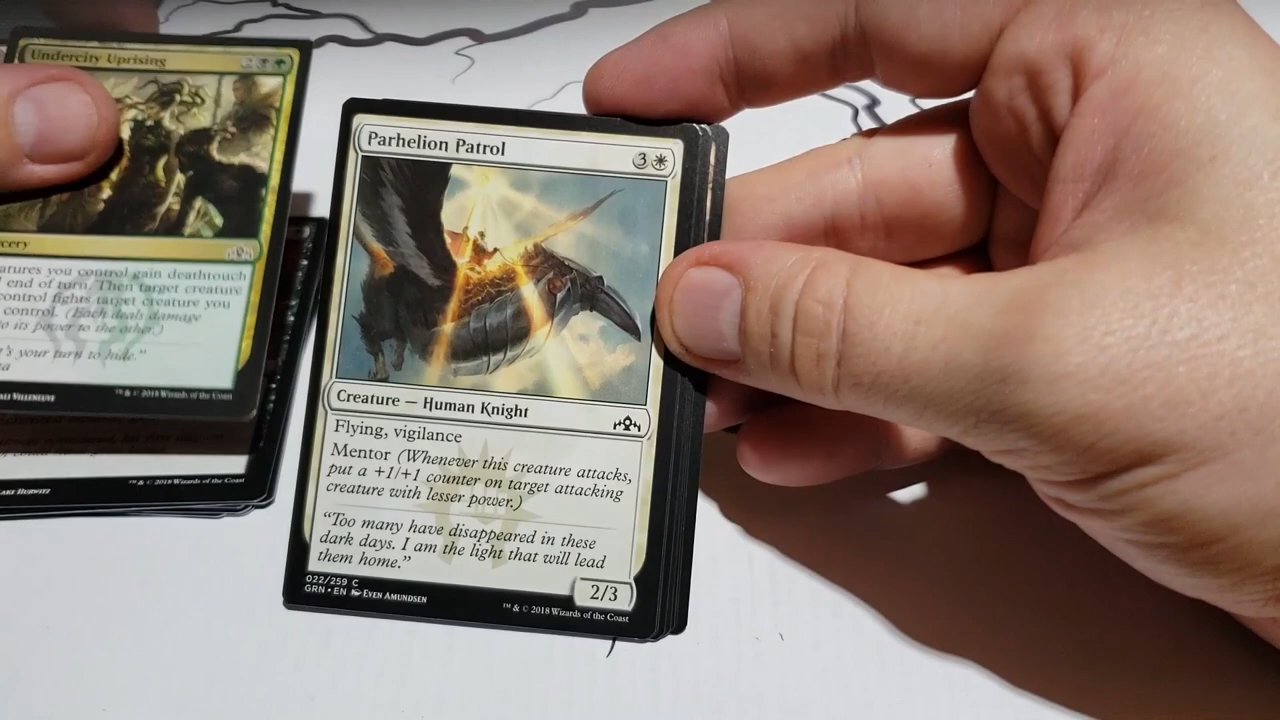 Undercity Uprising
cery
atures you control gain deathtouch
end of turn. Then target creature
control fights target creature you
control. (Each deals damage
o its power to the other.)
's your turn to hide."
a
™ & © 2018 Wizards of the Coast
™ & © 2018 Wizards of the Coast
Parhelion Patrol
3
Creature — Human Knight
Flying, vigilance
Mentor (Whenever this creature attacks,
put a +1/+1 counter on target attacking
creature with lesser power.)
"Too many have disappeared in these
dark days. I am the light that will lead
them home."
022/259 C
GRN • EN Even Amundsen
2/3
™ & © 2018 Wizards of the Coast